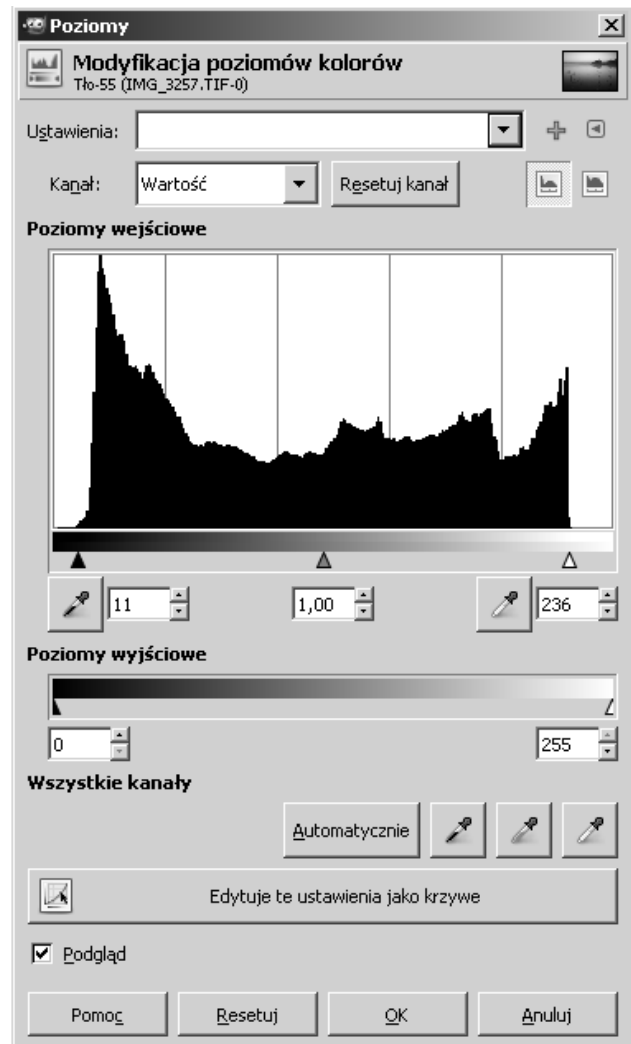 Poziomy
Modyfikacja poziomów kolorów
Tło-55 (IMG_3257.TIF-0)
Ustawienia:
Kanał: Wartość Resetuj kanał
Poziomy wejściowe
11 1,00 236
Poziomy wyjściowe
0 255
Wszystkie kanały
Automatycznie
Edytuje te ustawienia jako krzywe
Podgląd
Pomoc Resetuj OK Anuluj